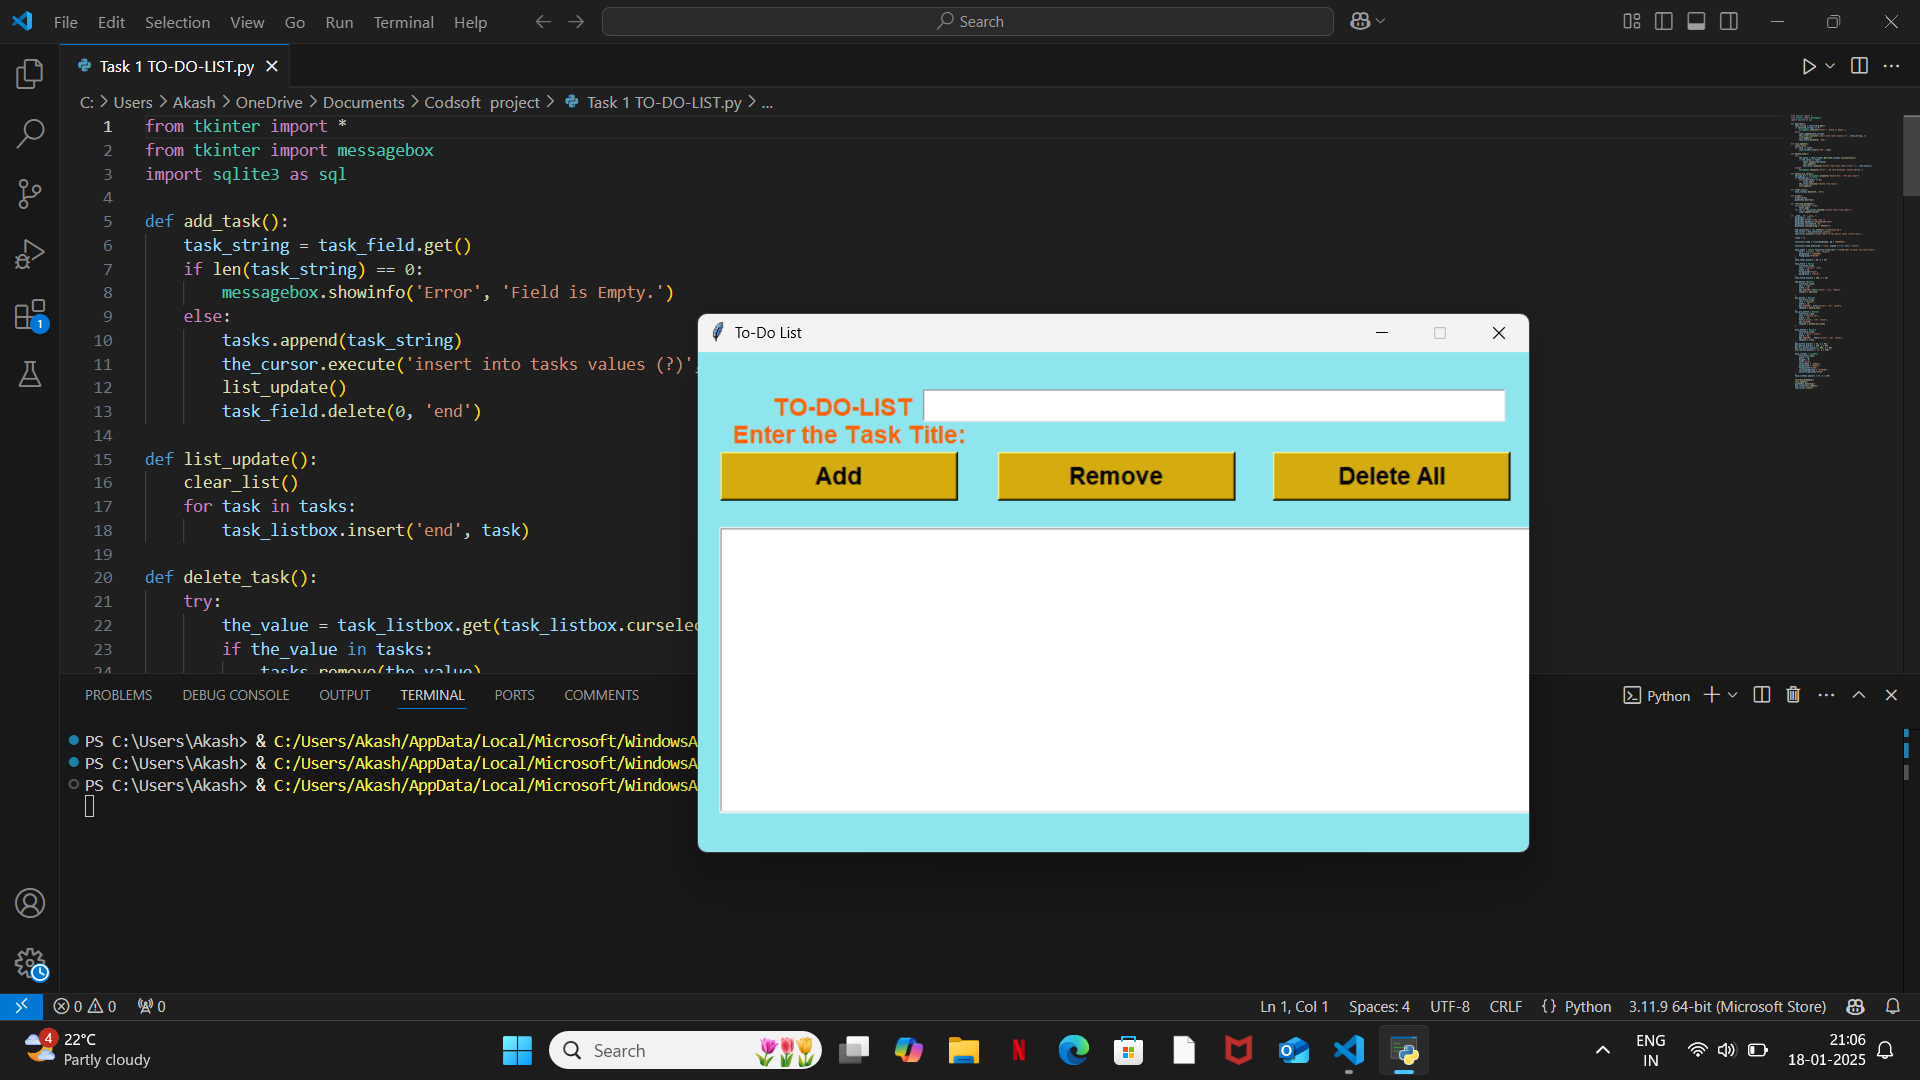 File Edit Selection View Go Run Terminal Help Search
Task 1 TO-DO-LIST.py
C: > Users > Akash > OneDrive > Documents > Codsoft project > Task 1 TO-DO-LIST.py > ...
1 from tkinter import *
2 from tkinter import messagebox
3 import sqlite3 as sql
4
5 def add_task():
6 task_string = task_field.get()
7 if len(task_string) == 0:
8 messagebox.showinfo('Error', 'Field is Empty.')
9 else:
10 tasks.append(task_string)
11 the_cursor.execute('insert into tasks values (?)',
12 list_update()
13 task_field.delete(0, 'end')
14
15 def list_update():
16 clear_list()
17 for task in tasks:
18 task_listbox.insert('end', task)
19
20 def delete_task():
21 try:
22 the_value = task_listbox.get(task_listbox.curselec
23 if the_value in tasks:
24 tasks.remove(the_value)
To-Do List
TO-DO-LIST
Enter the Task Title:
Add Remove Delete All
PROBLEMS DEBUG CONSOLE OUTPUT TERMINAL PORTS COMMENTS Python
PS C:\Users\Akash> & C:/Users/Akash/AppData/Local/Microsoft/WindowsA
PS C:\Users\Akash> & C:/Users/Akash/AppData/Local/Microsoft/WindowsA
PS C:\Users\Akash> & C:/Users/Akash/AppData/Local/Microsoft/WindowsA
0 0 0 Ln 1, Col 1 Spaces: 4 UTF-8 CRLF {} Python 3.11.9 64-bit (Microsoft Store)
4 22°C
Partly cloudy
Search
ENG
IN
21:06
18-01-2025